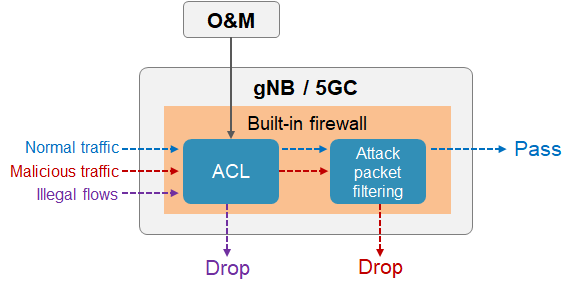 O&M
gNB / 5GC
Built-in firewall
Normal traffic
Malicious traffic
Illegal flows
ACL
Attack
packet
filtering
Pass
Drop
Drop